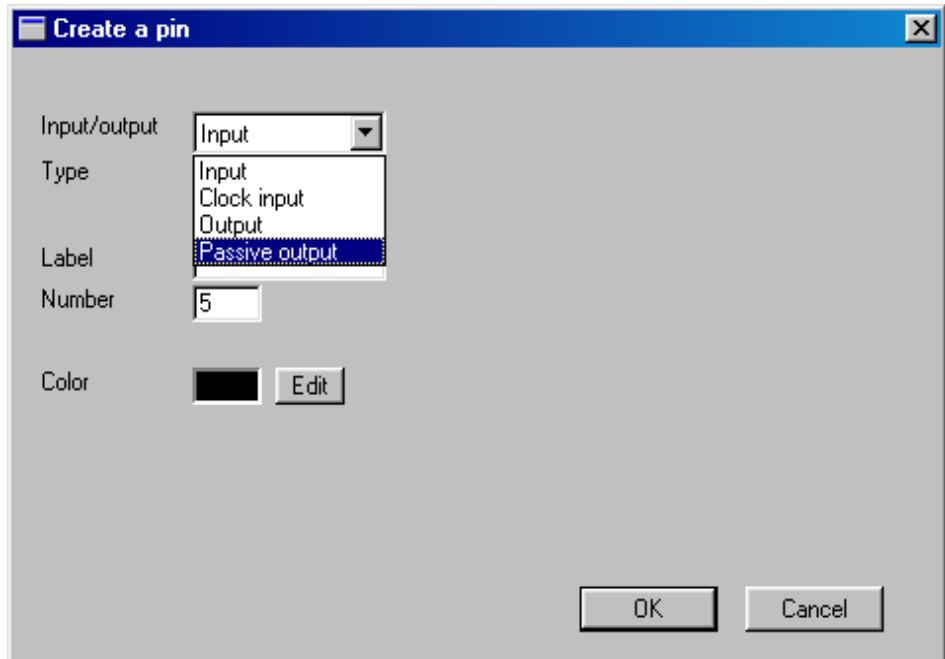 Create a pin
Input/output
Input
Type
Input
Clock input
Output
Passive output
Label
Number
5
Color
Edit
OK
Cancel